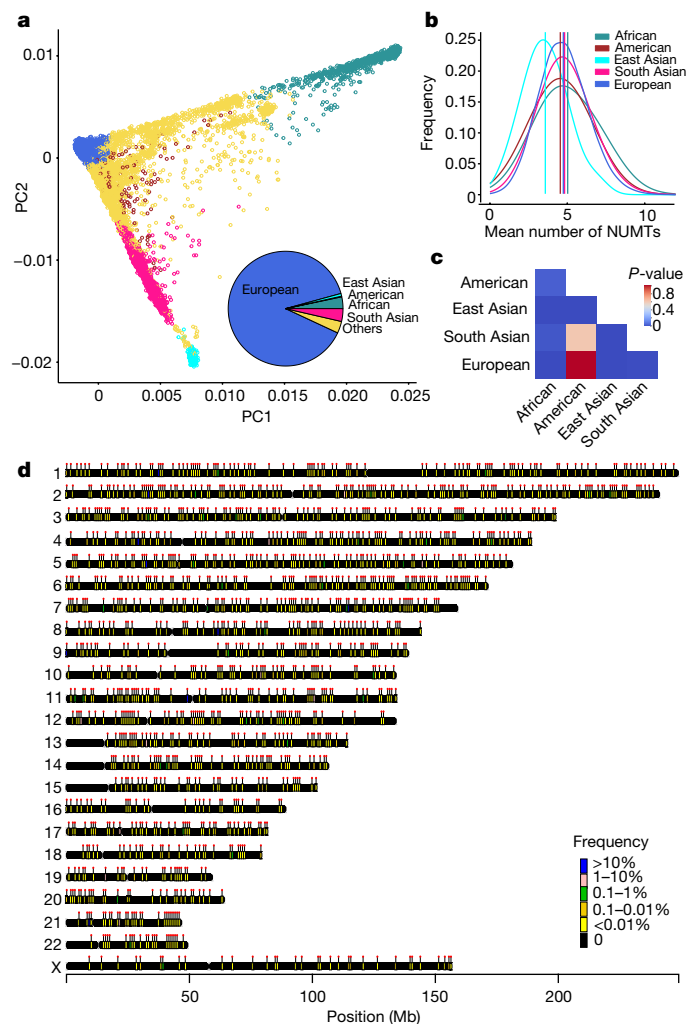 a
0.01
0
−0.01
−0.02
PC2
0
0.005
0.010
0.015
0.020
0.025
PC1
European
East Asian
American
African
South Asian
Others
b
African
American
East Asian
South Asian
European
0.25
0.20
0.15
0.10
0.05
0
Frequency
0
5
10
Mean number of NUMTs
c
American
East Asian
South Asian
European
African
American
East Asian
South Asian
P-value
0.8
0.4
0
d
1
2
3
4
5
6
7
8
9
10
11
12
13
14
15
16
17
18
19
20
21
22
X
Frequency
>10%
1–10%
0.1–1%
0.1–0.01%
<0.01%
0
50
100
150
200
Position (Mb)